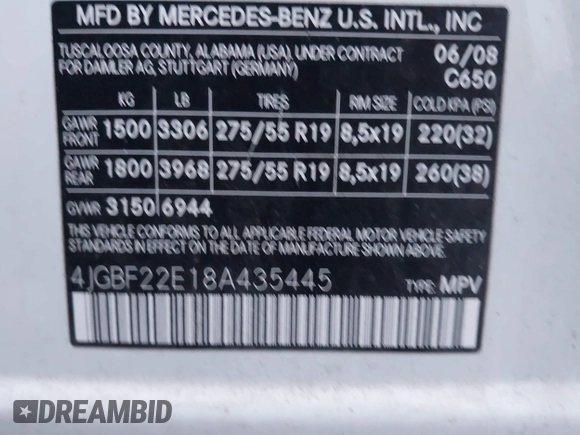 MFD BY MERCEDES-BENZ U.S. INTL., INC
TUSCALOOSA COUNTY, ALABAMA (USA), UNDER CONTRACT 06/08
FOR DAIMLER AG, STUTTGART (GERMANY) C650
KG LB TIRES RIM SIZE COLD KPA (PSI)
GAWR FRONT 1500 3306 275/55 R19 8,5x19 220(32)
GAWR REAR 1800 3968 275/55 R19 8,5x19 260(38)
GVWR 3150 6944
THIS VEHICLE CONFORMS TO ALL APPLICABLE FEDERAL MOTOR VEHICLE
SAFETY STANDARDS IN EFFECT ON THE DATE OF MANUFACTURE SHOWN ABOVE.
4JGBF22E18A435445 TYPE: MPV
DREAMBID